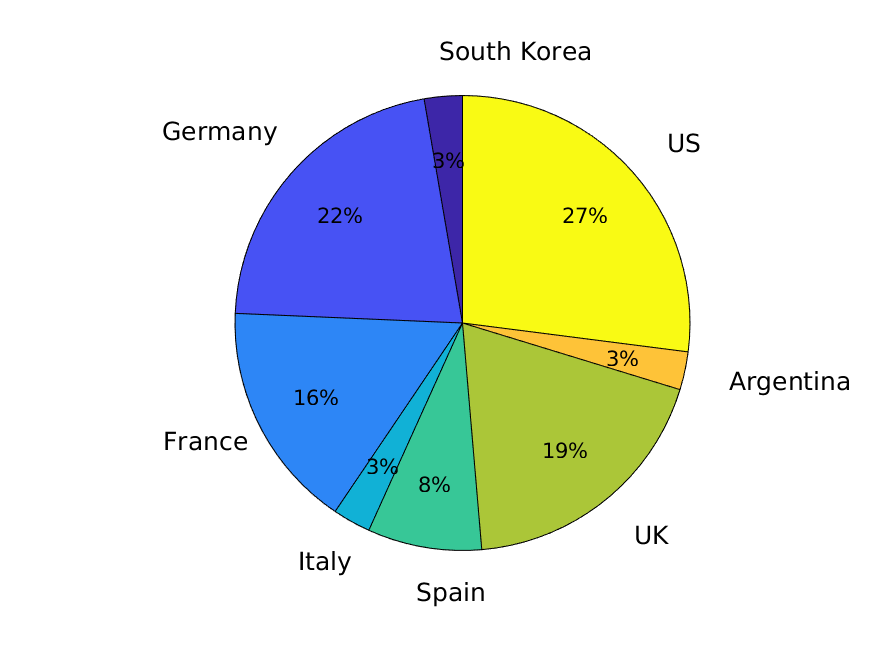 South Korea
Germany
US
3%
22%
27%
3%
Argentina
16%
France
19%
3%
8%
UK
Italy
Spain